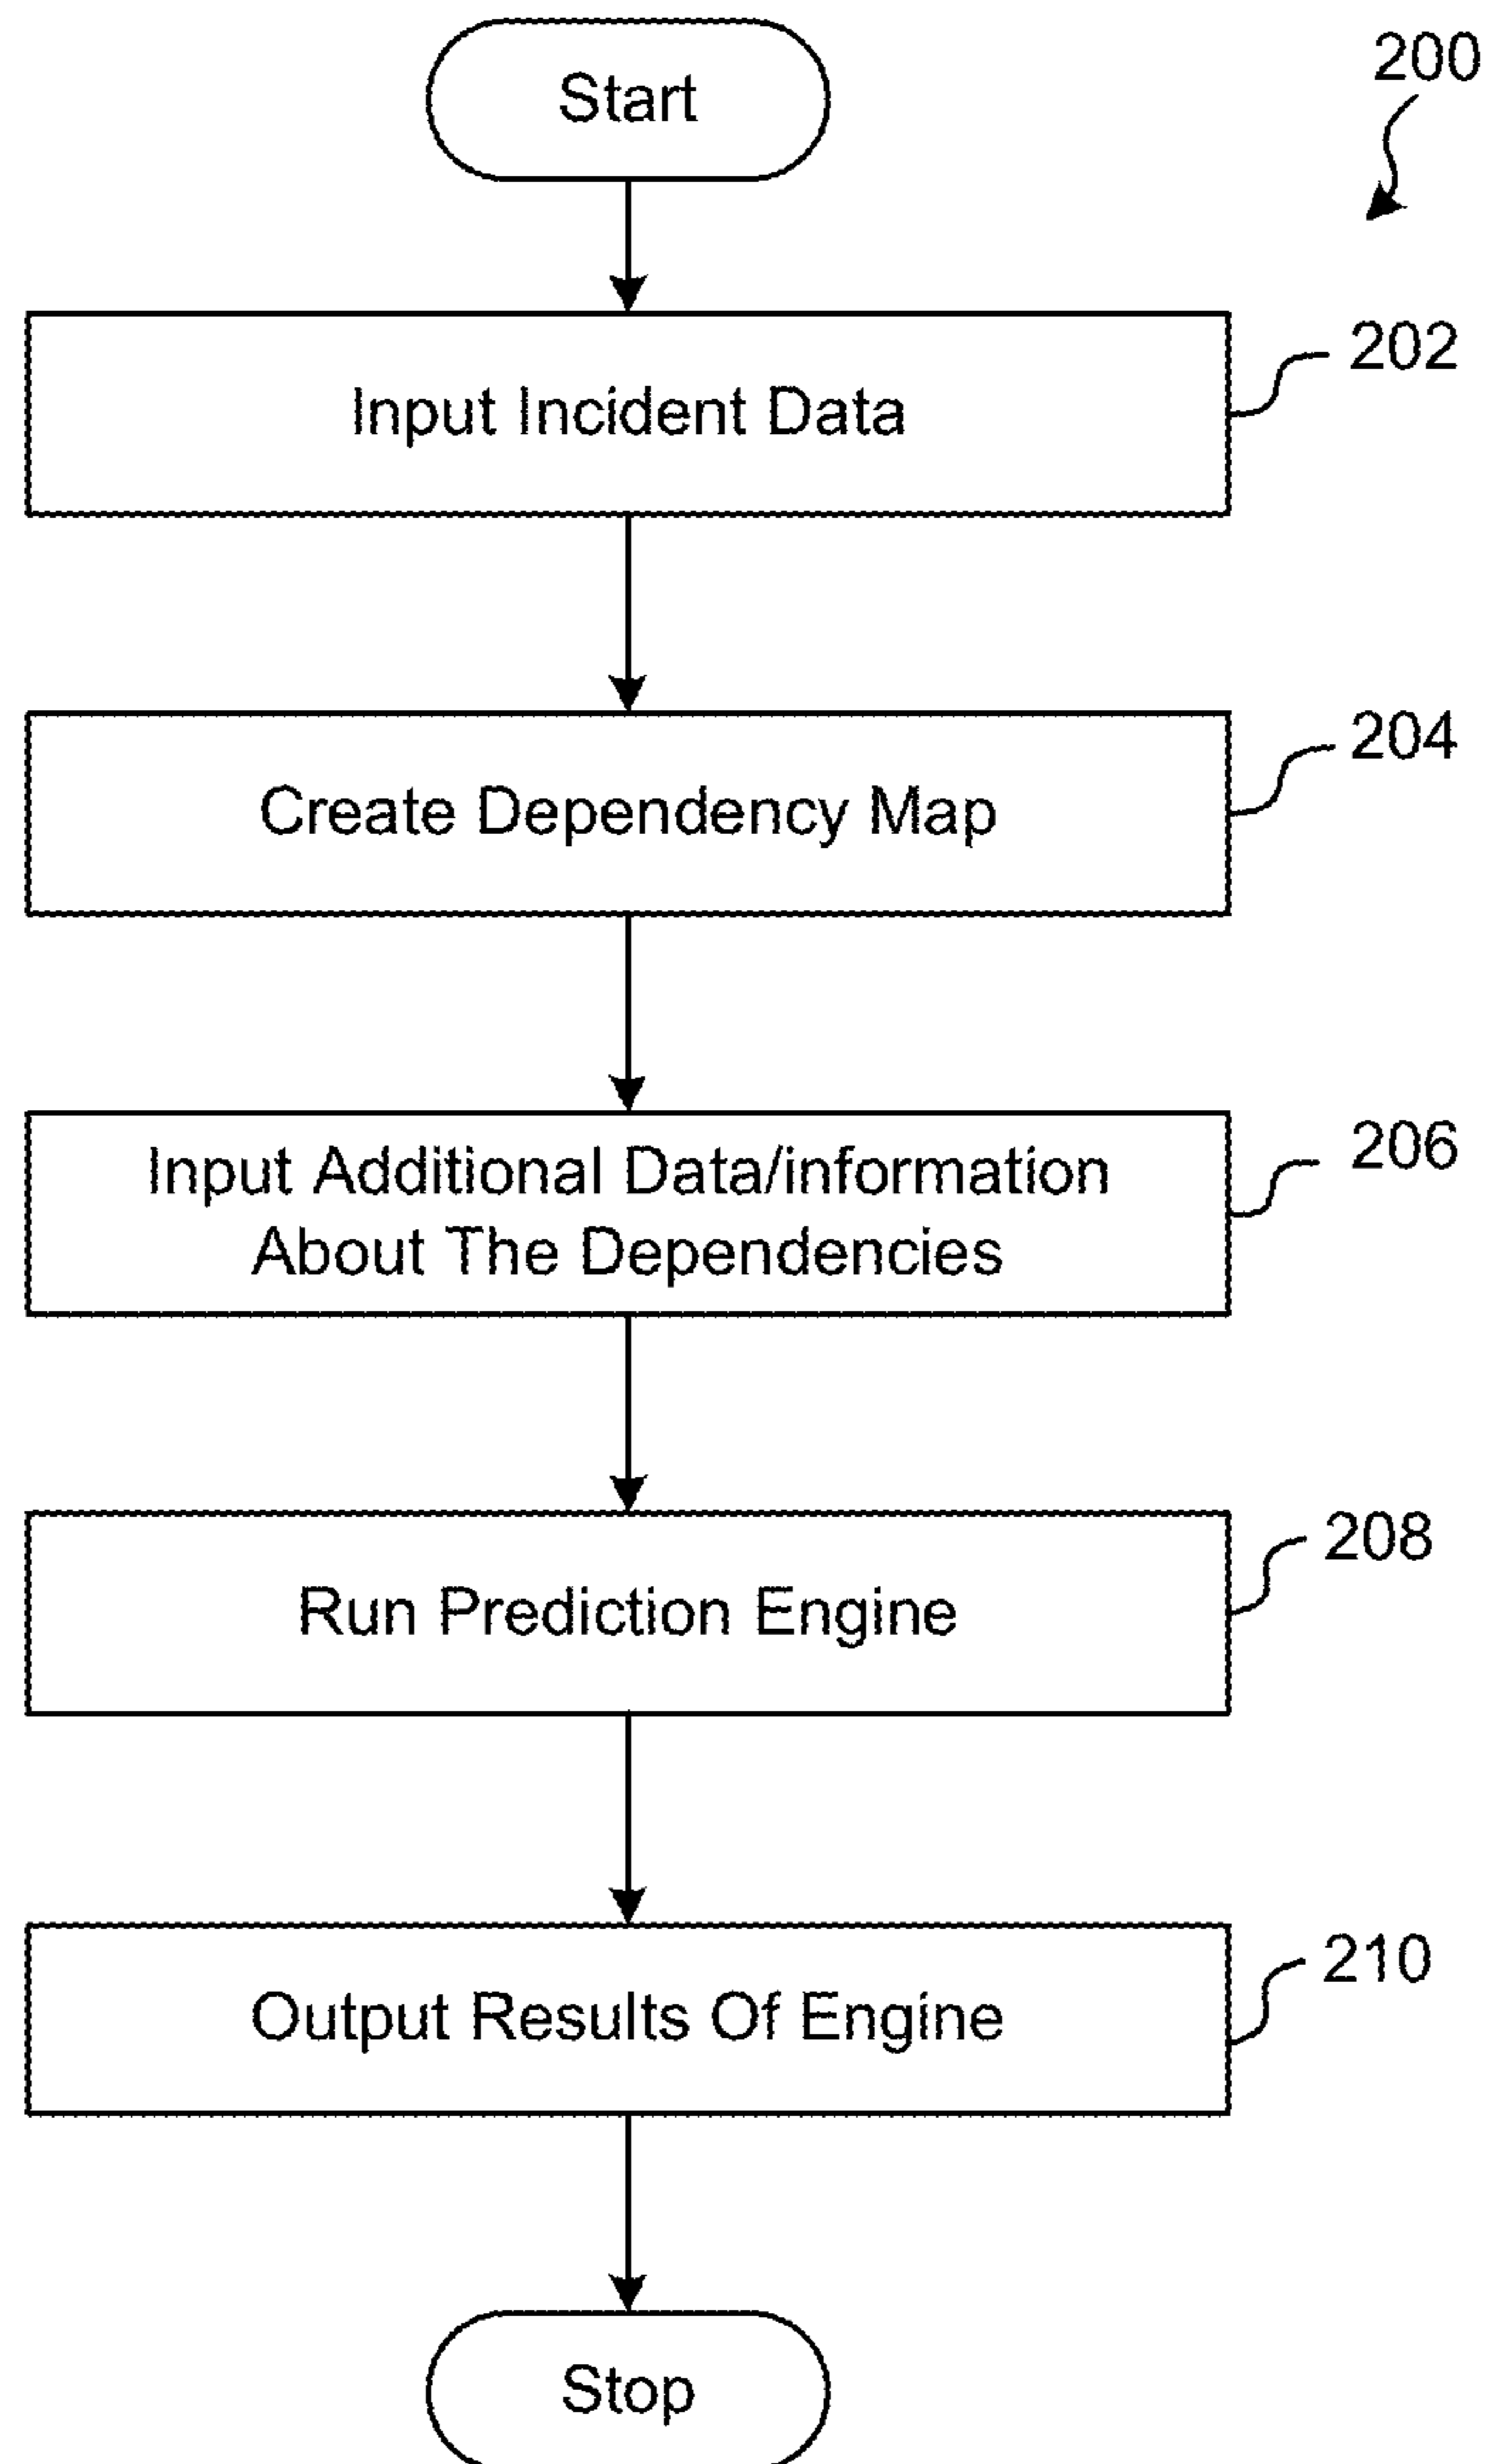 Start
200
Input Incident Data
202
Create Dependency Map
204
Input Additional Data/information
About The Dependencies
206
Run Prediction Engine
208
Output Results Of Engine
210
Stop